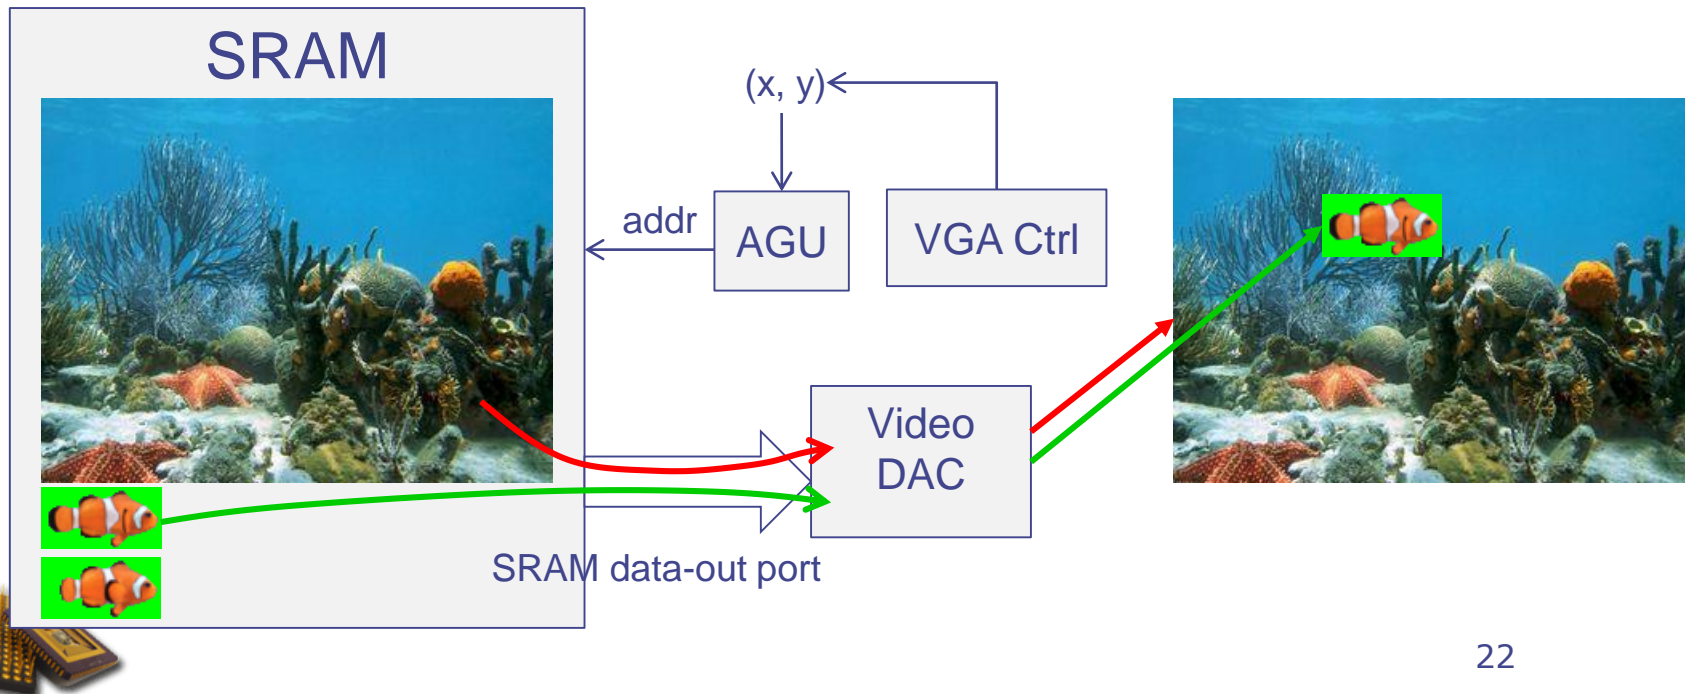 SRAM
(x, y)
addr
AGU
VGA Ctrl
Video
DAC
SRAM data-out port
22